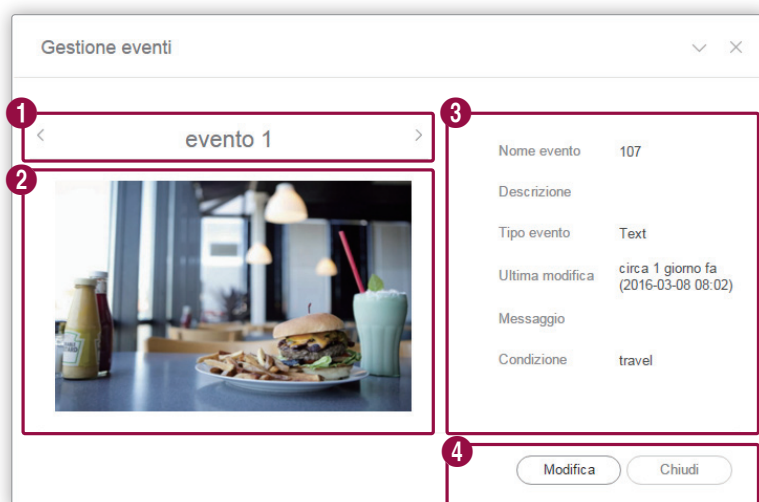 Gestione eventi
1
evento 1
2
3
Nome evento 107
Descrizione
Tipo evento Text
Ultima modifica circa 1 giorno fa
(2016-03-08 08:02)
Messaggio
Condizione travel
4
Modifica Chiudi